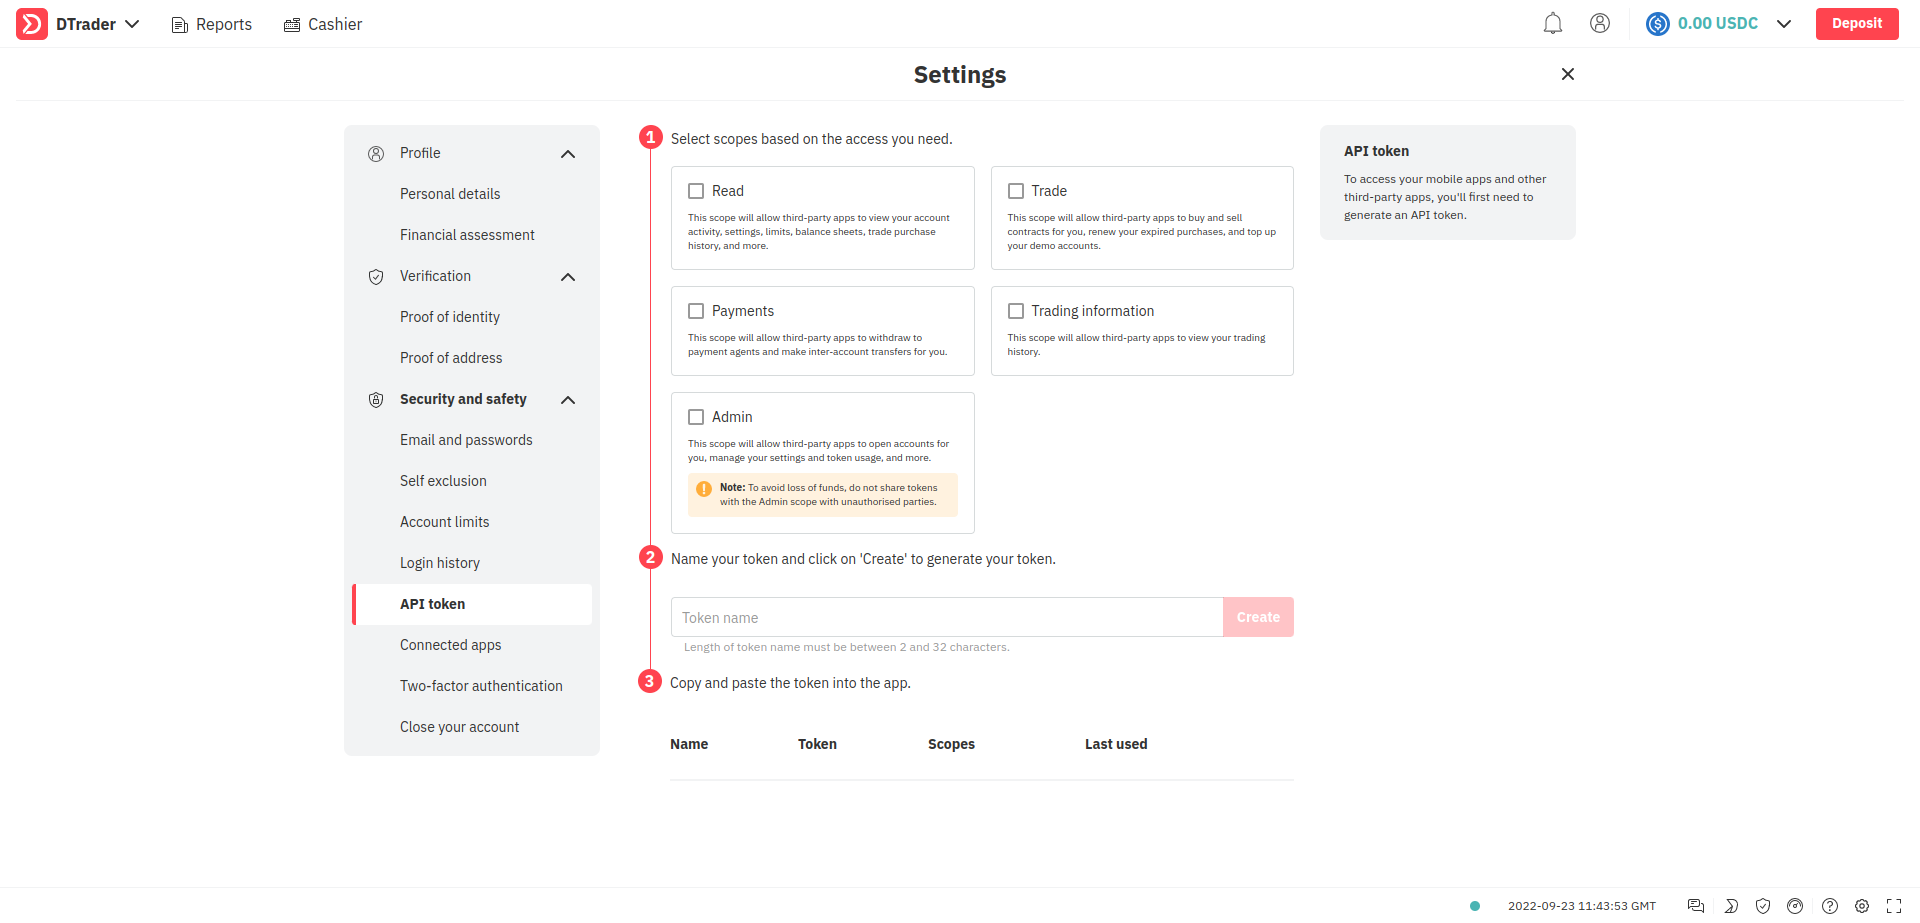 DTrader
Reports
Cashier
0.00 USDC
Deposit
Settings
Profile
Personal details
Financial assessment
Verification
Proof of identity
Proof of address
Security and safety
Email and passwords
Self exclusion
Account limits
Login history
API token
Connected apps
Two-factor authentication
Close your account
1 Select scopes based on the access you need.
Read
This scope will allow third-party apps to view your account
activity, settings, limits, balance sheets, trade purchase
history, and more.
Trade
This scope will allow third-party apps to buy and sell
contracts for you, renew your expired purchases, and top up
your demo accounts.
Payments
This scope will allow third-party apps to withdraw to
payment agents and make inter-account transfers for you.
Trading information
This scope will allow third-party apps to view your trading
history.
Admin
This scope will allow third-party apps to open accounts for
you, manage your settings and token usage, and more.
Note: To avoid loss of funds, do not share tokens
with the Admin scope with unauthorised parties.
2 Name your token and click on 'Create' to generate your token.
Token name
Create
Length of token name must be between 2 and 32 characters.
3 Copy and paste the token into the app.
Name Token Scopes Last used
API token
To access your mobile apps and other
third-party apps, you'll first need to
generate an API token.
2022-09-23 11:43:53 GMT